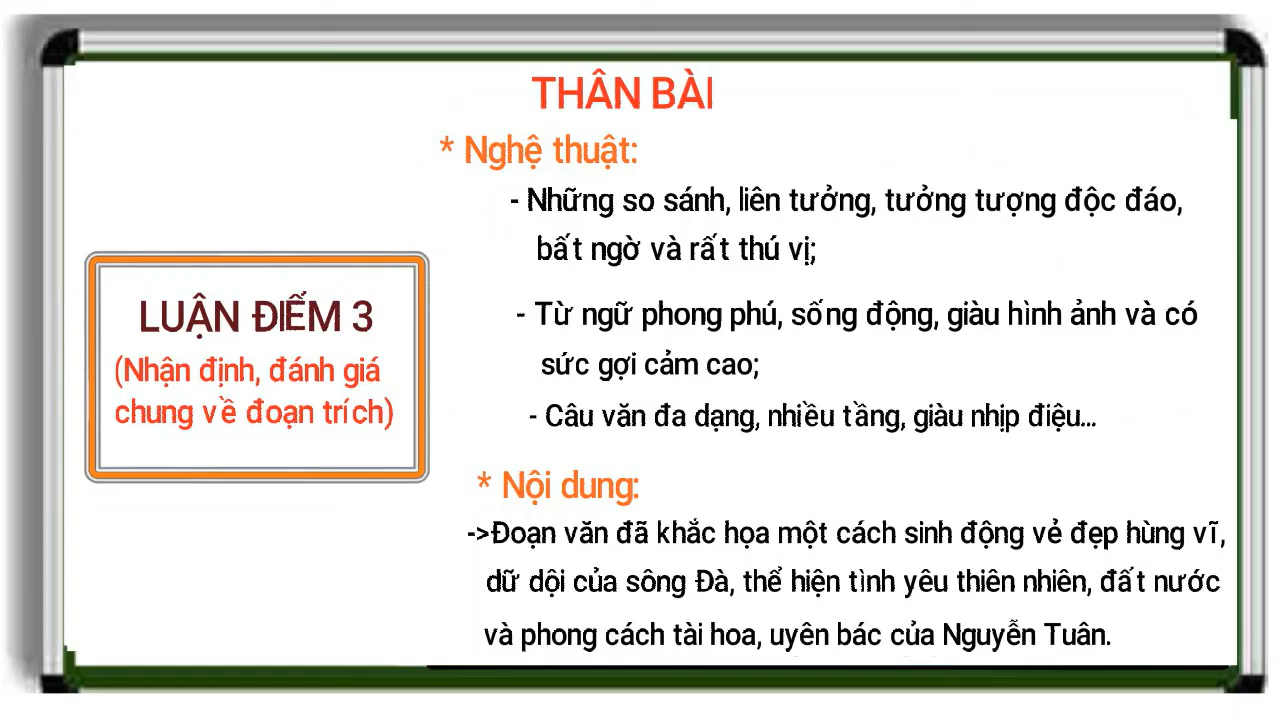 THÂN BÀI
* Nghệ thuật:
- Những so sánh, liên tưởng, tưởng tượng độc đáo,
bất ngờ và rất thú vị;
- Từ ngữ phong phú, sống động, giàu hình ảnh và có
sức gợi cảm cao;
- Câu văn đa dạng, nhiều tầng, giàu nhịp điệu...
* Nội dung:
->Đoạn văn đã khắc họa một cách sinh động vẻ đẹp hùng vĩ,
dữ dội của sông Đà, thể hiện tình yêu thiên nhiên, đất nước
và phong cách tài hoa, uyên bác của Nguyễn Tuân.
LUẬN ĐIỂM 3
(Nhận định, đánh giá
chung về đoạn trích)